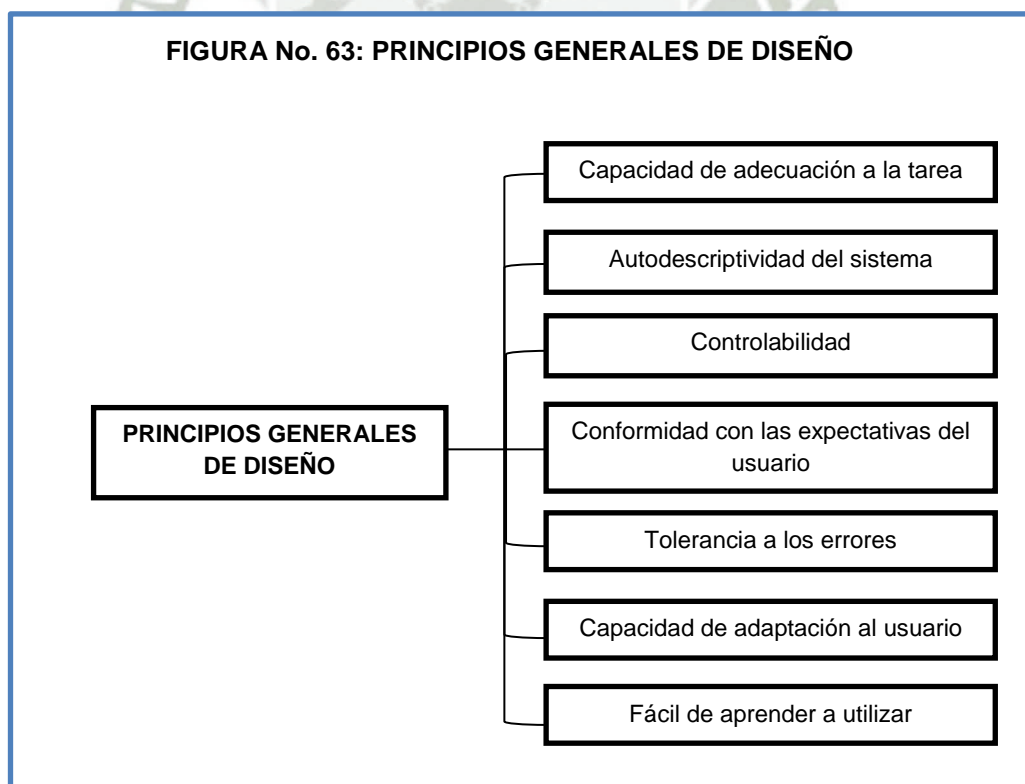 FIGURA No. 63: PRINCIPIOS GENERALES DE DISEÑO
Capacidad de adecuación a la tarea
Autodescriptividad del sistema
Controlabilidad
PRINCIPIOS GENERALES
DE DISEÑO
Conformidad con las expectativas del
usuario
Tolerancia a los errores
Capacidad de adaptación al usuario
Fácil de aprender a utilizar